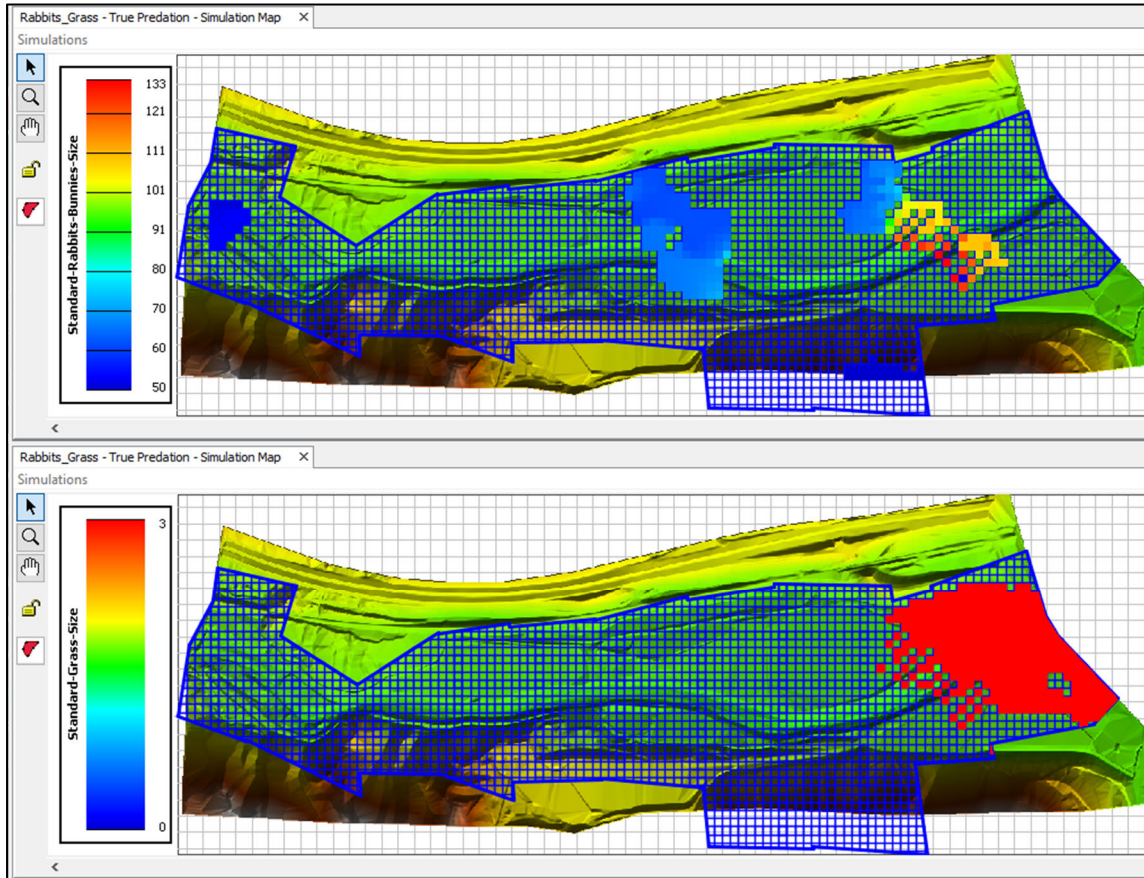 Rabbits_Grass - True Predation - Simulation Map
Simulations
Standard-Rabbits-Bunnies-Size
133
121
111
101
91
80
70
60
50
Rabbits_Grass - True Predation - Simulation Map
Simulations
Standard-Grass-Size
3
0